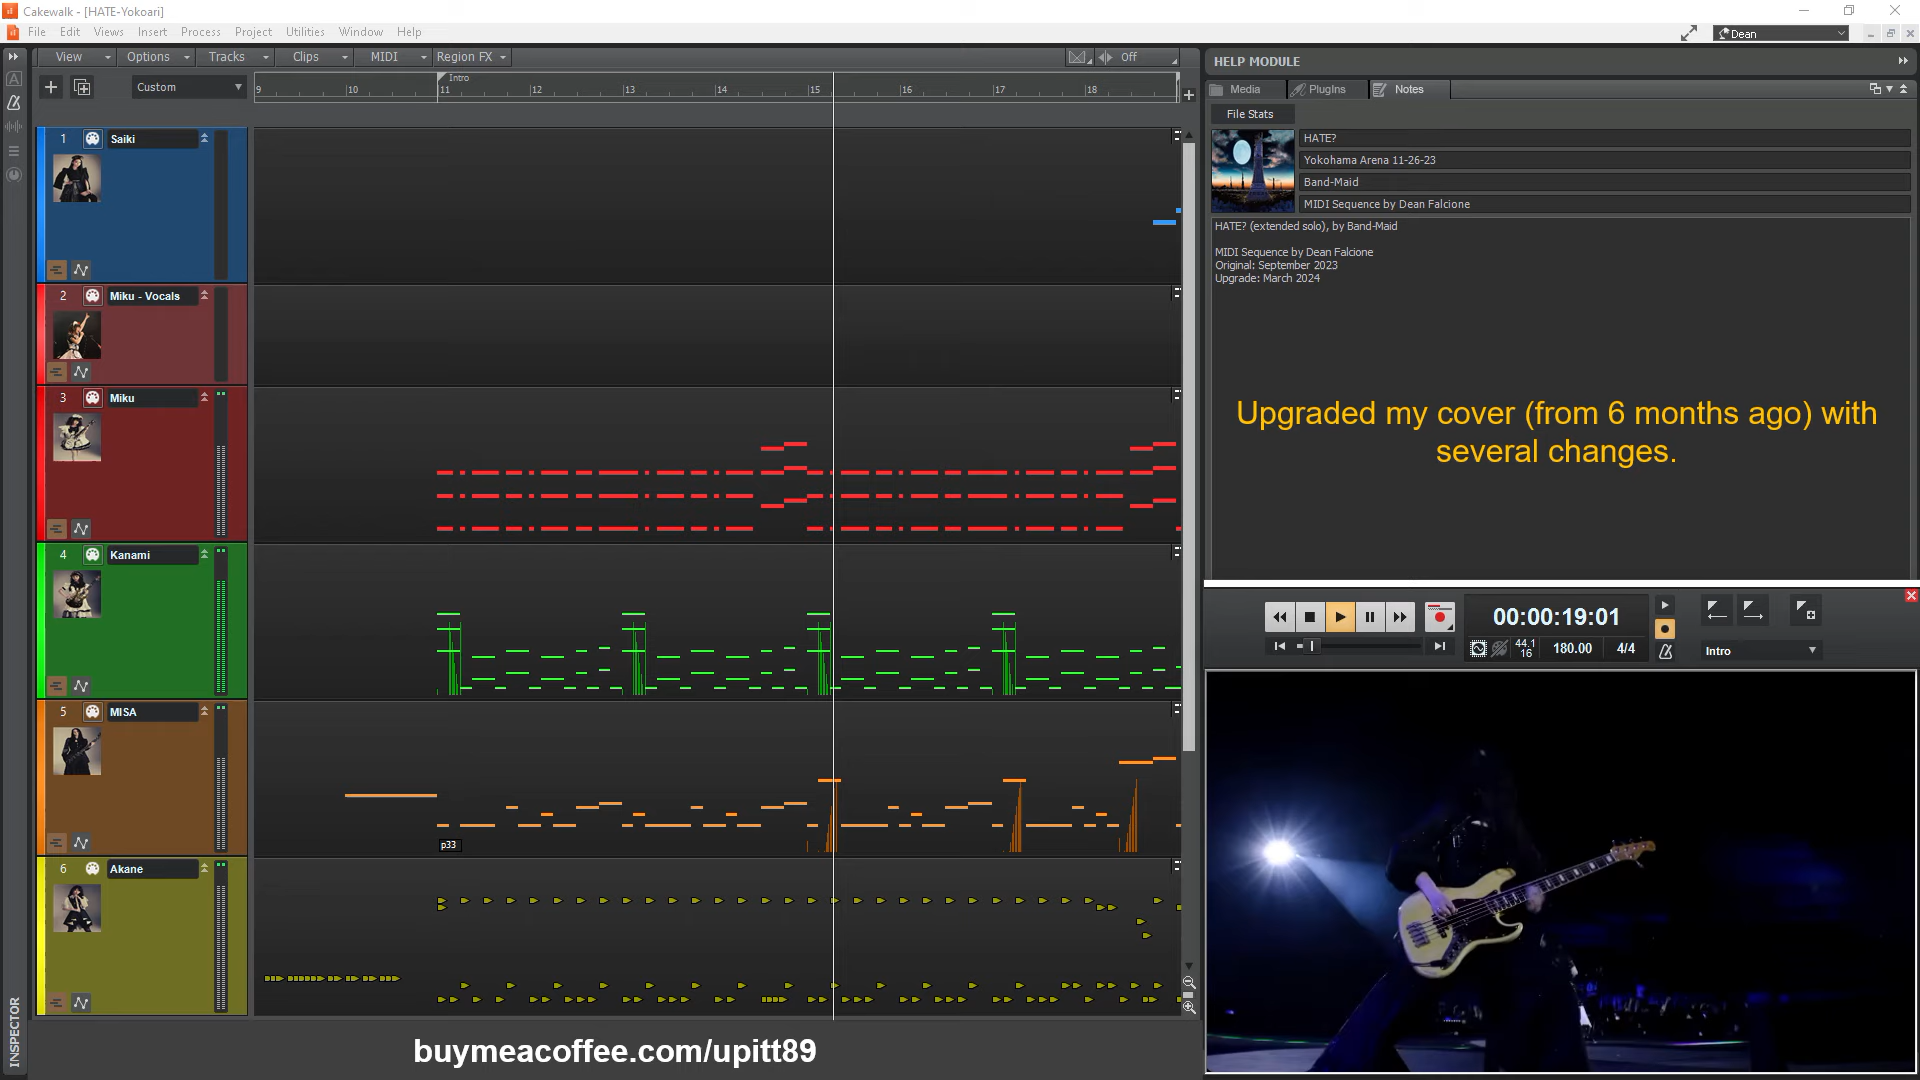 Cakewalk - [HATE-Yokoari]
File Edit Views Insert Process Project Utilities Window Help
Dean
View Options Tracks Clips MIDI Region FX Off
Custom
Intro
9 10 11 12 13 14 15 16 17 18
1 Saiki
2 Miku - Vocals
3 Miku
4 Kanami
5 MISA
p33
6 Akane
INSPECTOR
buymeacoffee.com/upitt89
HELP MODULE
Media PlugIns Notes
File Stats
HATE?
Yokohama Arena 11-26-23
Band-Maid
MIDI Sequence by Dean Falcione
HATE? (extended solo), by Band-Maid
MIDI Sequence by Dean Falcione
Original: September 2023
Upgrade: March 2024
Upgraded my cover (from 6 months ago) with
several changes.
00:00:19:01
44.1
16
180.00 4/4
Intro